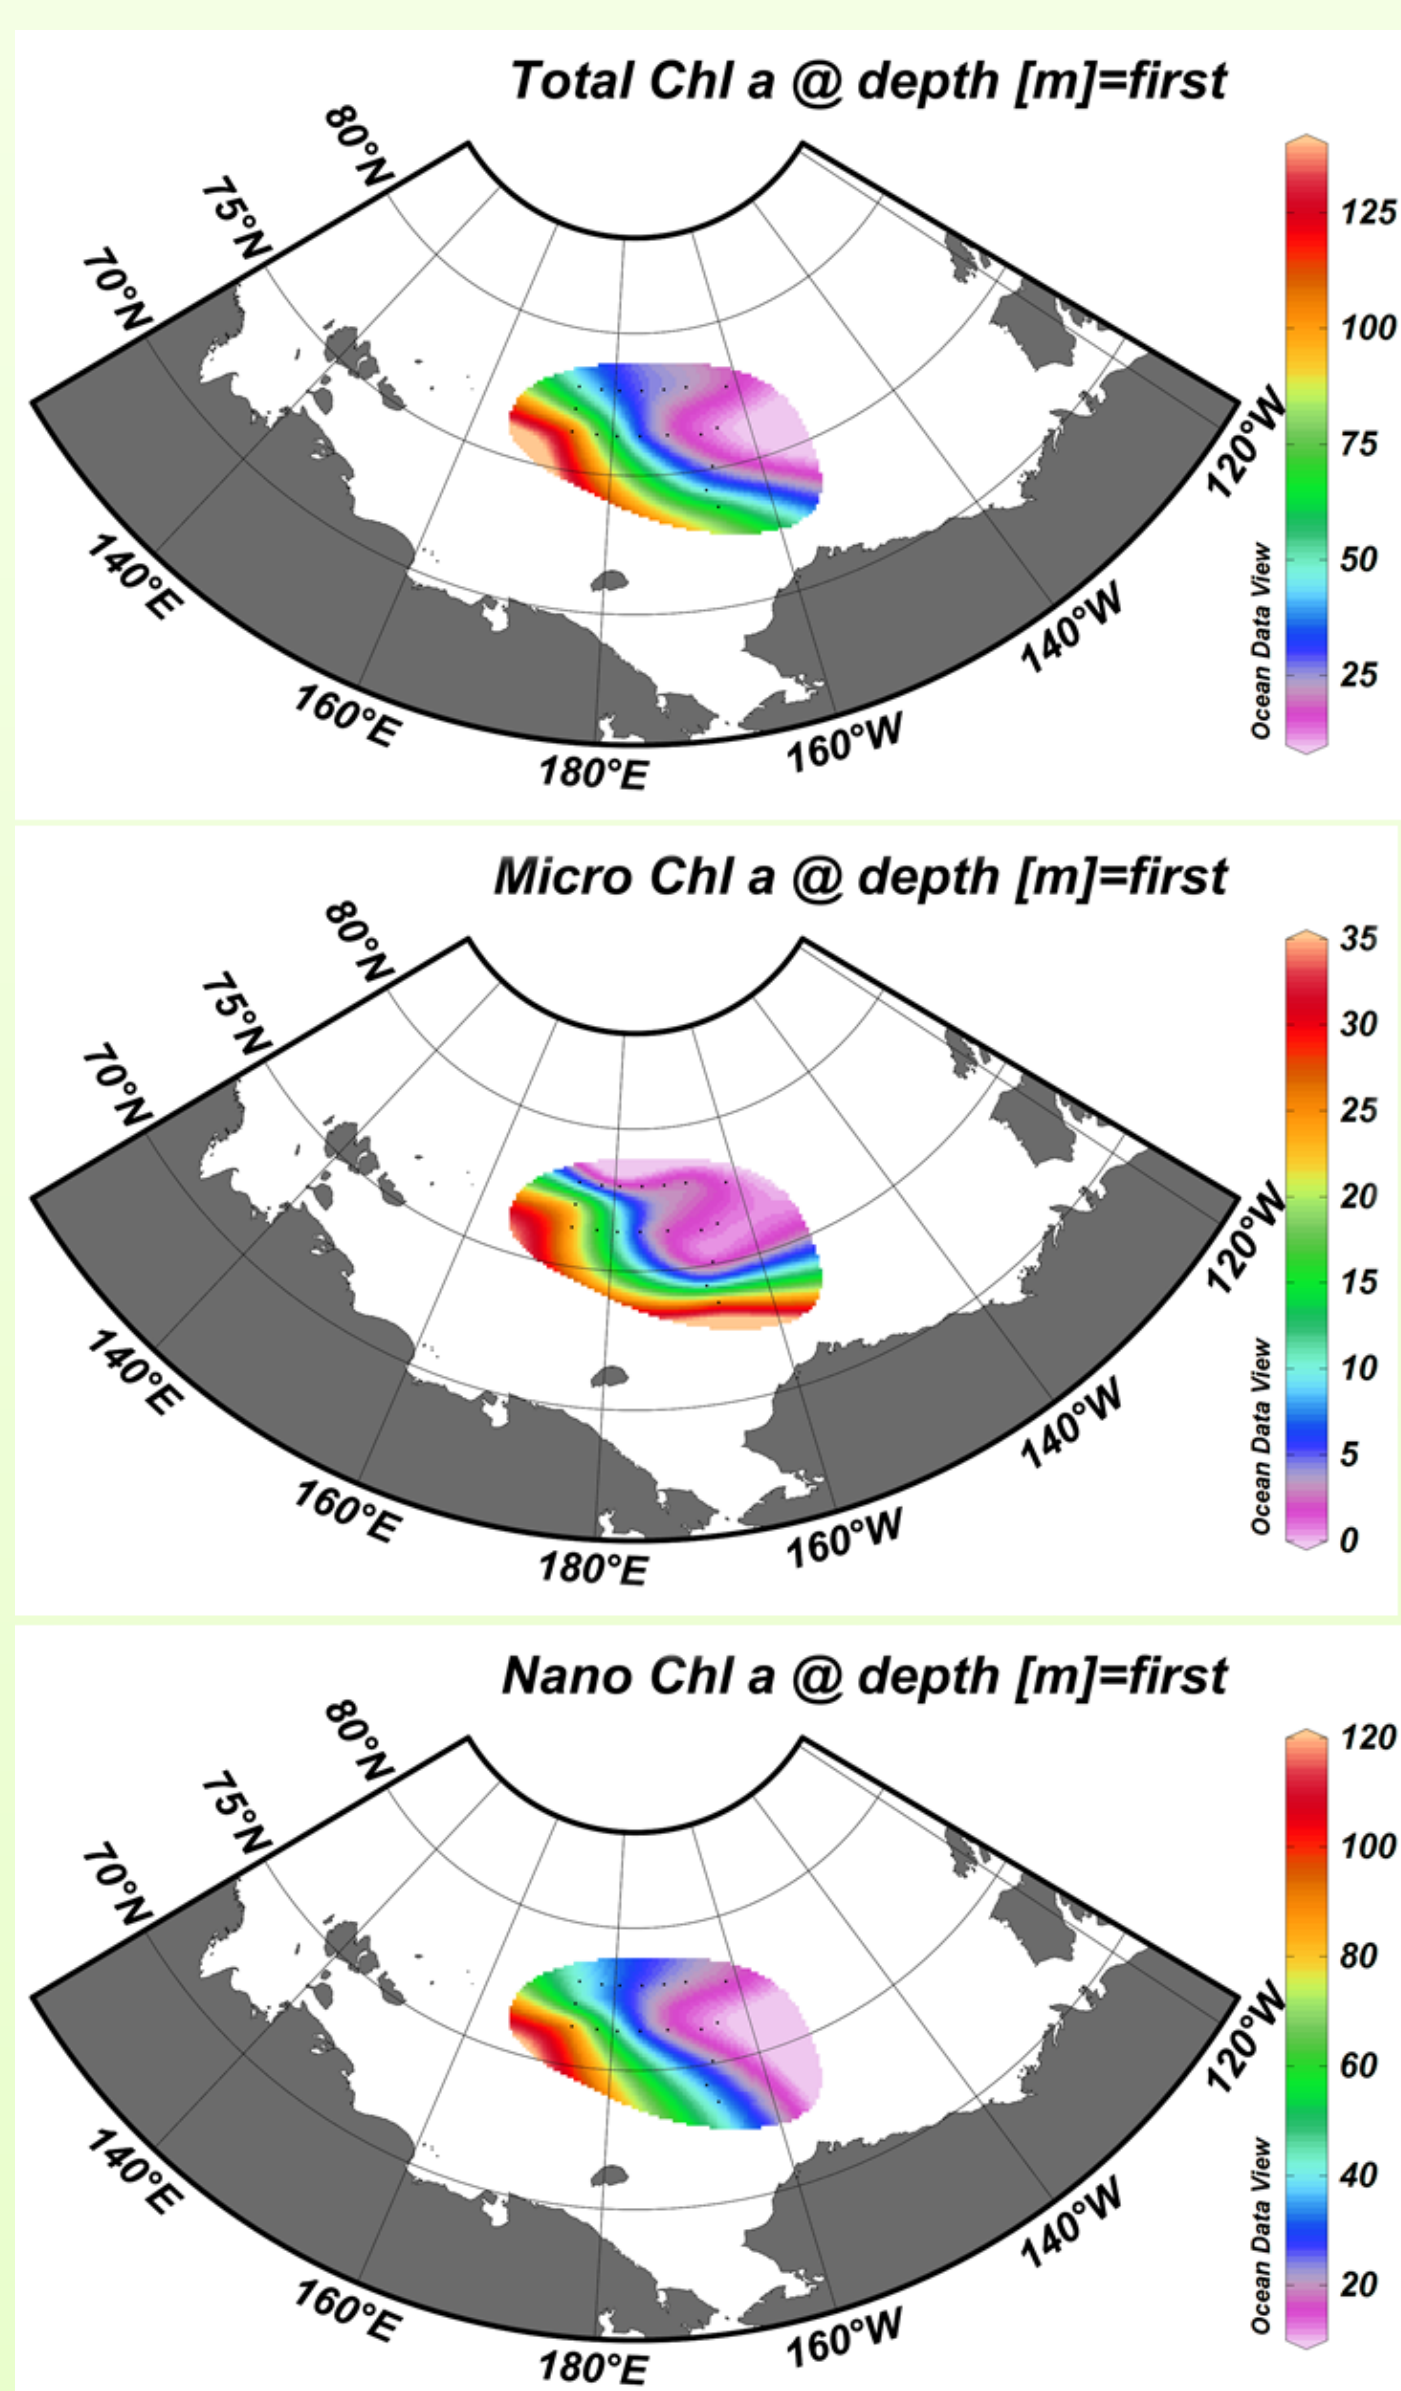 Total Chl a @ depth [m]=first
80°N
75°N
70°N
125
100
75
50
25
Ocean Data View
120°W
140°E
140°W
160°E
160°W
180°E
Micro Chl a @ depth [m]=first
80°N
75°N
70°N
35
30
25
20
15
10
5
0
Ocean Data View
120°W
140°E
140°W
160°E
160°W
180°E
Nano Chl a @ depth [m]=first
80°N
75°N
70°N
120
100
80
60
40
20
Ocean Data View
120°W
140°E
140°W
160°E
160°W
180°E